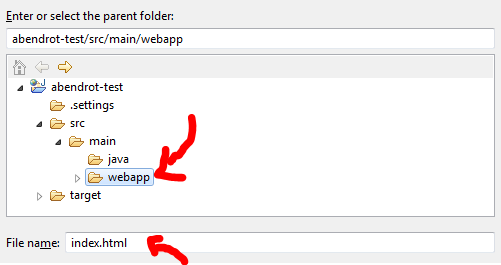 Enter or select the parent folder:
abendrot-test/src/main/webapp
abendrot-test
.settings
src
main
java
webapp
target
File name: index.html